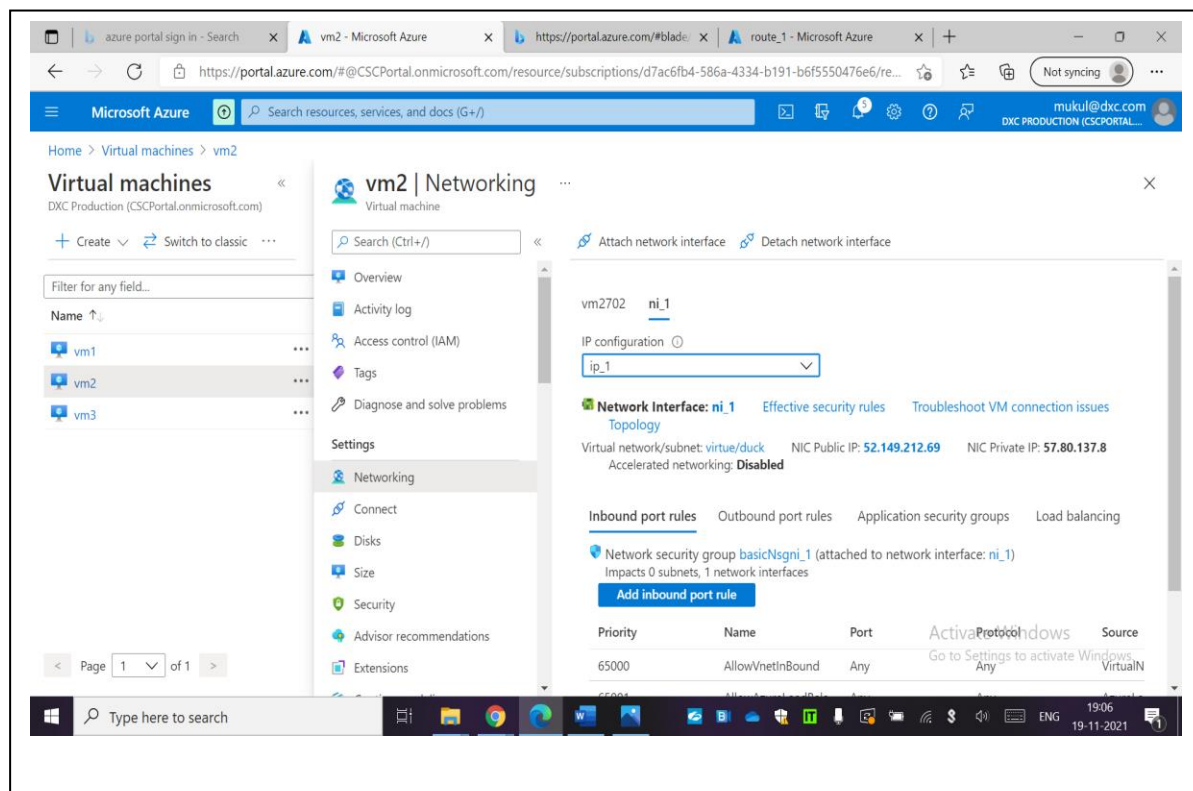 azure portal sign in - Search
vm2 - Microsoft Azure
https://portal.azure.com/#blade/
route_1 - Microsoft Azure
https://portal.azure.com/#@CSCPortal.onmicrosoft.com/resource/subscriptions/d7ac6fb4-586a-4334-b191-b6f5550476e6/re...
Not syncing
Microsoft Azure
Search resources, services, and docs (G+/)
5
mukul@dxc.com
DXC PRODUCTION (CSCPORTAL....
Home > Virtual machines > vm2
Virtual machines
DXC Production (CSCPortal.onmicrosoft.com)
+ Create
Switch to classic
...
Filter for any field...
Name ↑
vm1
vm2
vm3
< Page 1 of 1 >
vm2 | Networking
...
Virtual machine
Search (Ctrl+/)
Overview
Activity log
Access control (IAM)
Tags
Diagnose and solve problems
Settings
Networking
Connect
Disks
Size
Security
Advisor recommendations
Extensions
Attach network interface
Detach network interface
vm2702 ni_1
IP configuration
ip_1
Network Interface: ni_1 Effective security rules Troubleshoot VM connection issues
Topology
Virtual network/subnet: virtue/duck NIC Public IP: 52.149.212.69 NIC Private IP: 57.80.137.8
Accelerated networking: Disabled
Inbound port rules Outbound port rules Application security groups Load balancing
Network security group basicNsgni_1 (attached to network interface: ni_1)
Impacts 0 subnets, 1 network interfaces
Add inbound port rule
Priority Name Port Protocol Source
65000 AllowVnetInBound Any Any VirtualN
Activate Windows
Go to Settings to activate Windows.
Type here to search
ENG
19:06
19-11-2021
1